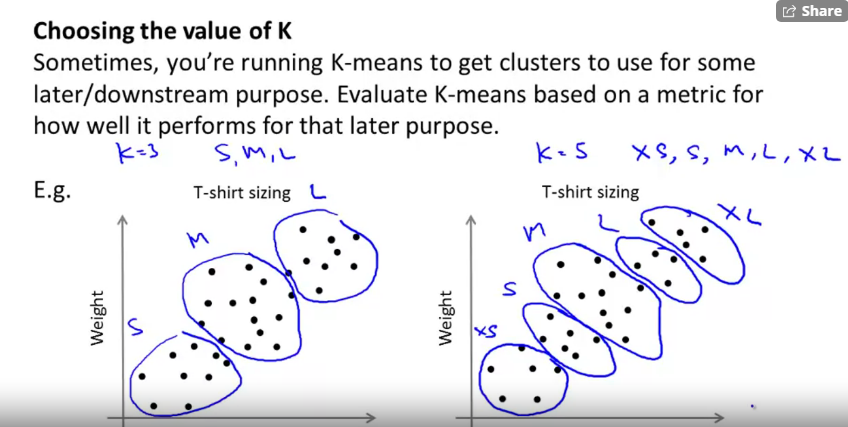 Share
Choosing the value of K
Sometimes, you're running K-means to get clusters to use for some
later/downstream purpose. Evaluate K-means based on a metric for
how well it performs for that later purpose.
K=3 S,M,L K=5 XS, S, M, L, XL
E.g. T-shirt sizing L T-shirt sizing
M M L XL
S
S XS
Weight Weight